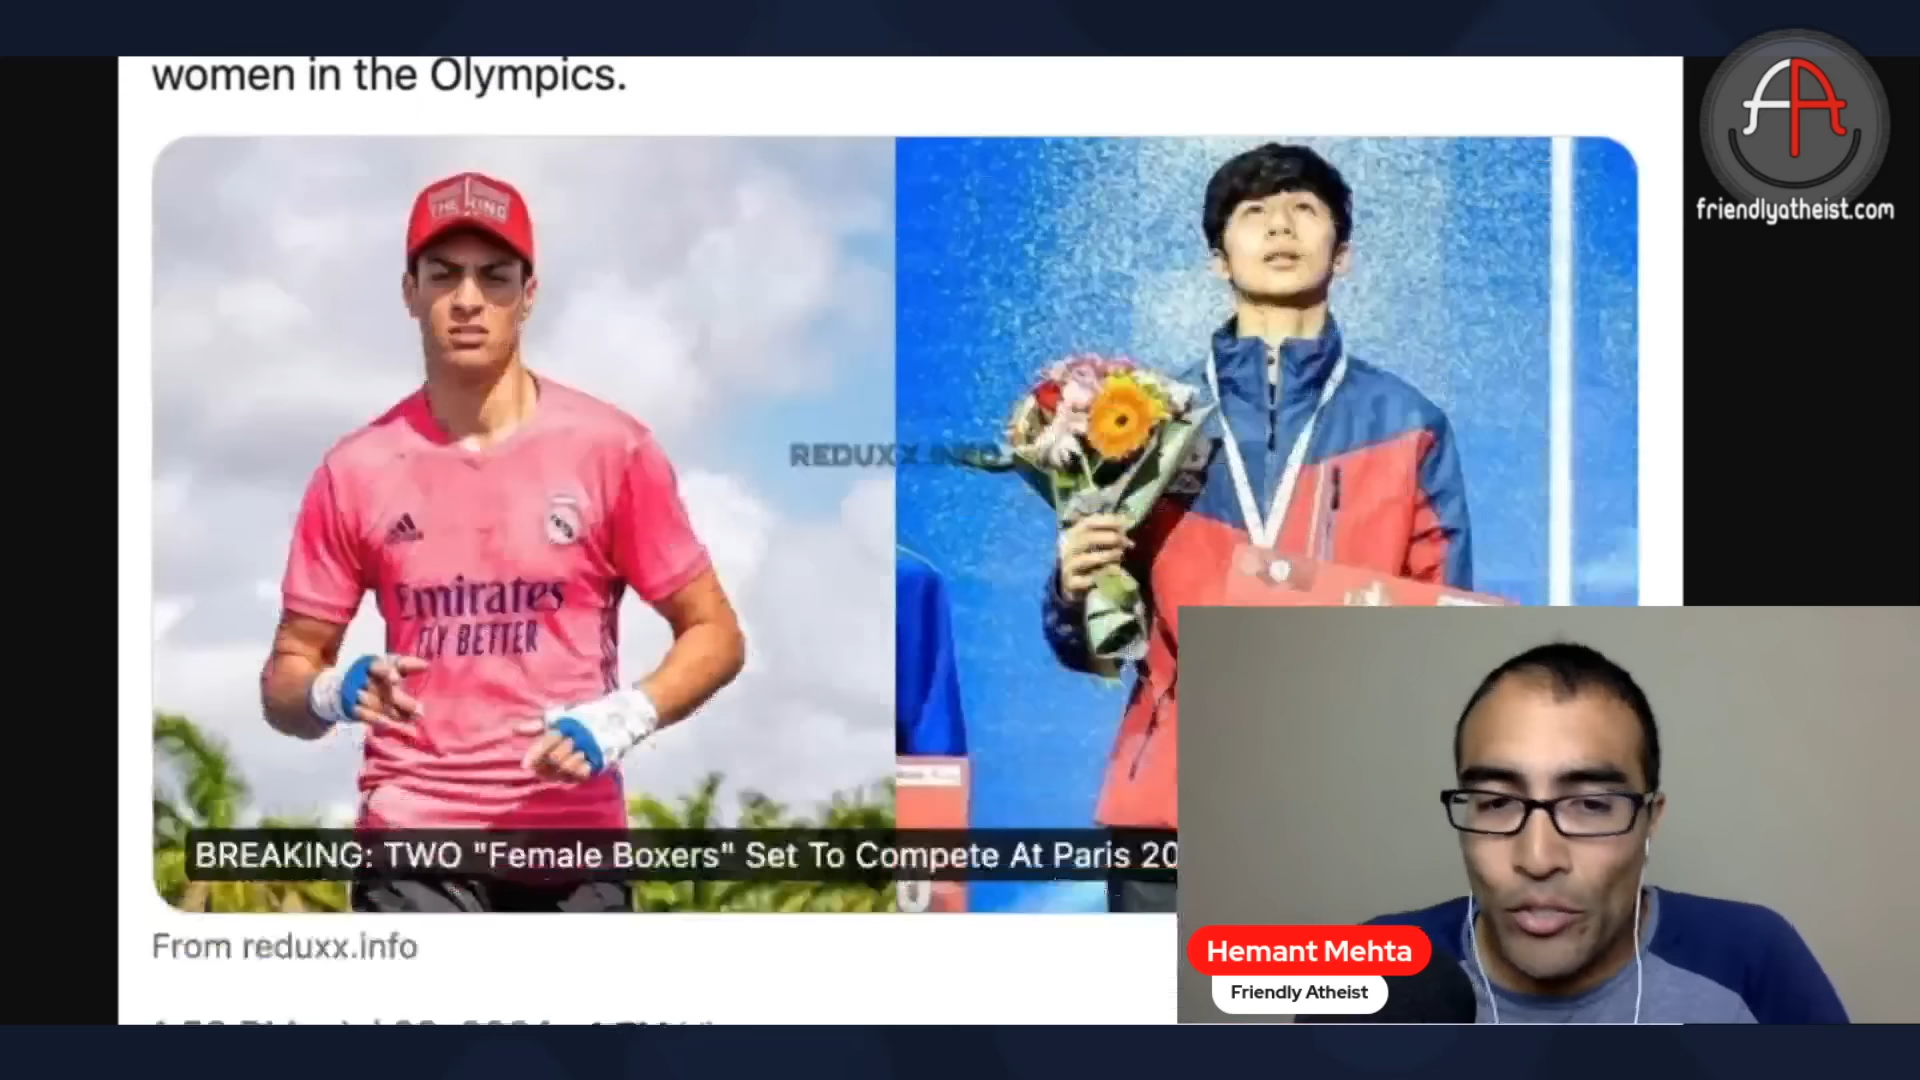 women in the Olympics.
friendlyatheist.com
THE KING
REDUXX.INFO
Emirates
FLY BETTER
BREAKING: TWO "Female Boxers" Set To Compete At Paris 20
From reduxx.info
Hemant Mehta
Friendly Atheist